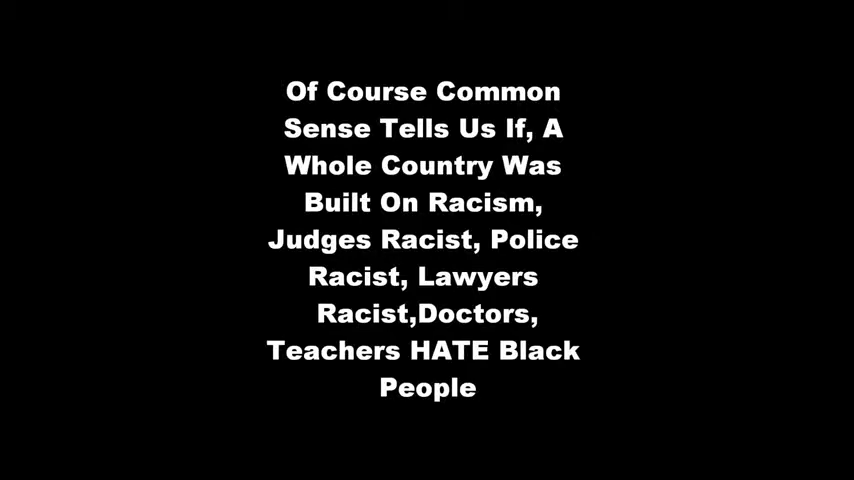 Of Course Common
Sense Tells Us If, A
Whole Country Was
Built On Racism,
Judges Racist, Police
Racist, Lawyers
Racist,Doctors,
Teachers HATE Black
People